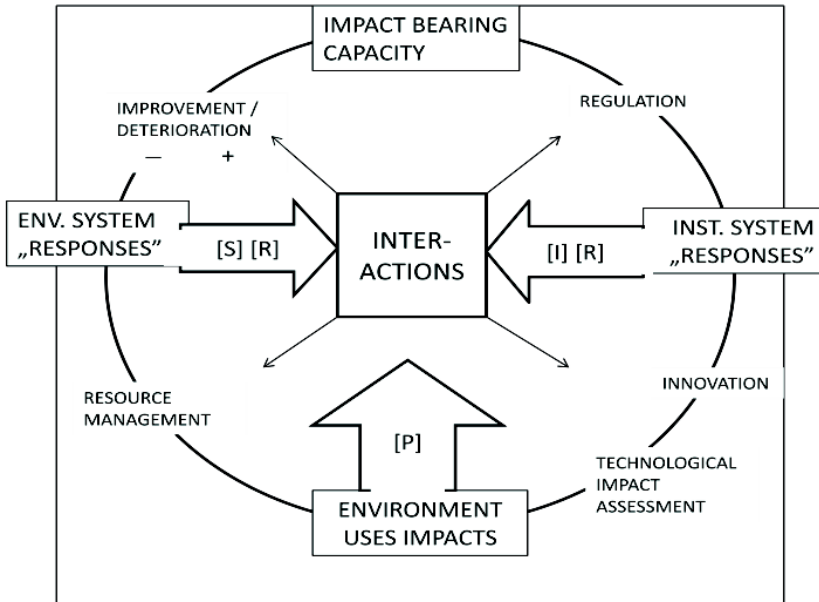 IMPACT BEARING
CAPACITY
IMPROVEMENT /
DETERIORATION
— +
REGULATION
ENV. SYSTEM
„RESPONSES”
[S] [R]
INTER-
ACTIONS
[I] [R]
INST. SYSTEM
„RESPONSES”
RESOURCE
MANAGEMENT
[P]
INNOVATION
TECHNOLOGICAL
IMPACT
ASSESSMENT
ENVIRONMENT
USES IMPACTS